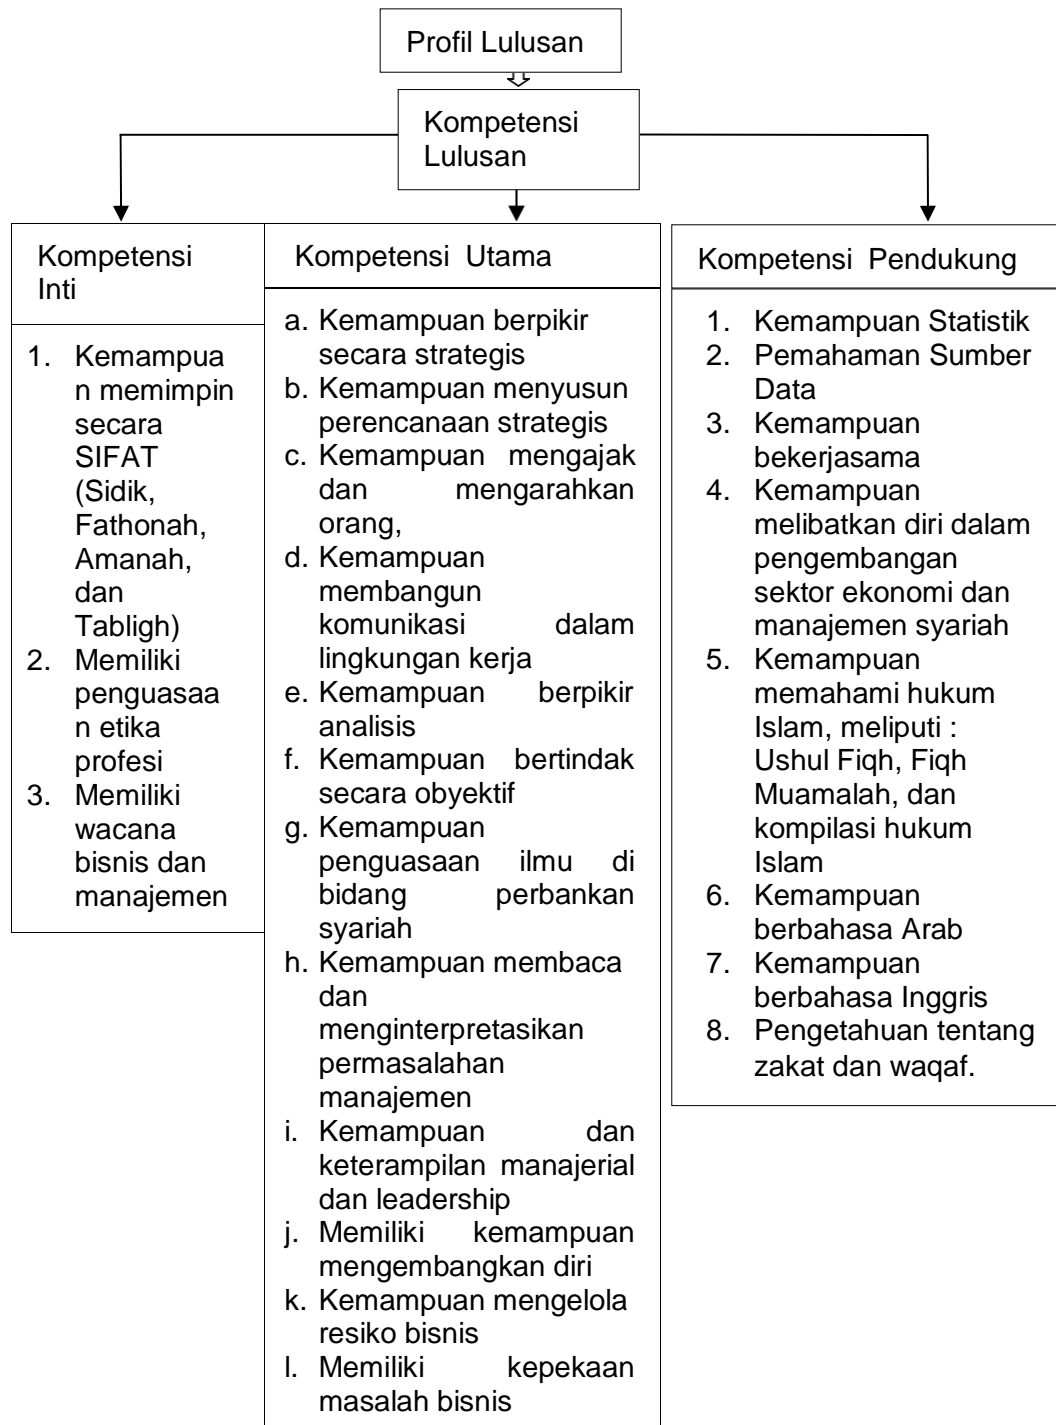 Profil Lulusan
Kompetensi
Lulusan
Kompetensi
Inti
1. Kemampua
n memimpin
secara
SIFAT
(Sidik,
Fathonah,
Amanah,
dan
Tabligh)
2. Memiliki
penguasaa
n etika
profesi
3. Memiliki
wacana
bisnis dan
manajemen
Kompetensi Utama
a. Kemampuan berpikir
secara strategis
b. Kemampuan menyusun
perencanaan strategis
c. Kemampuan mengajak
dan mengarahkan
orang,
d. Kemampuan
membangun
komunikasi dalam
lingkungan kerja
e. Kemampuan berpikir
analisis
f. Kemampuan bertindak
secara obyektif
g. Kemampuan
penguasaan ilmu di
bidang perbankan
syariah
h. Kemampuan membaca
dan
menginterpretasikan
permasalahan
manajemen
i. Kemampuan dan
keterampilan manajerial
dan leadership
j. Memiliki kemampuan
mengembangkan diri
k. Kemampuan mengelola
resiko bisnis
l. Memiliki kepekaan
masalah bisnis
Kompetensi Pendukung
1. Kemampuan Statistik
2. Pemahaman Sumber
Data
3. Kemampuan
bekerjasama
4. Kemampuan
melibatkan diri dalam
pengembangan
sektor ekonomi dan
manajemen syariah
5. Kemampuan
memahami hukum
Islam, meliputi :
Ushul Fiqh, Fiqh
Muamalah, dan
kompilasi hukum
Islam
6. Kemampuan
berbahasa Arab
7. Kemampuan
berbahasa Inggris
8. Pengetahuan tentang
zakat dan waqaf.